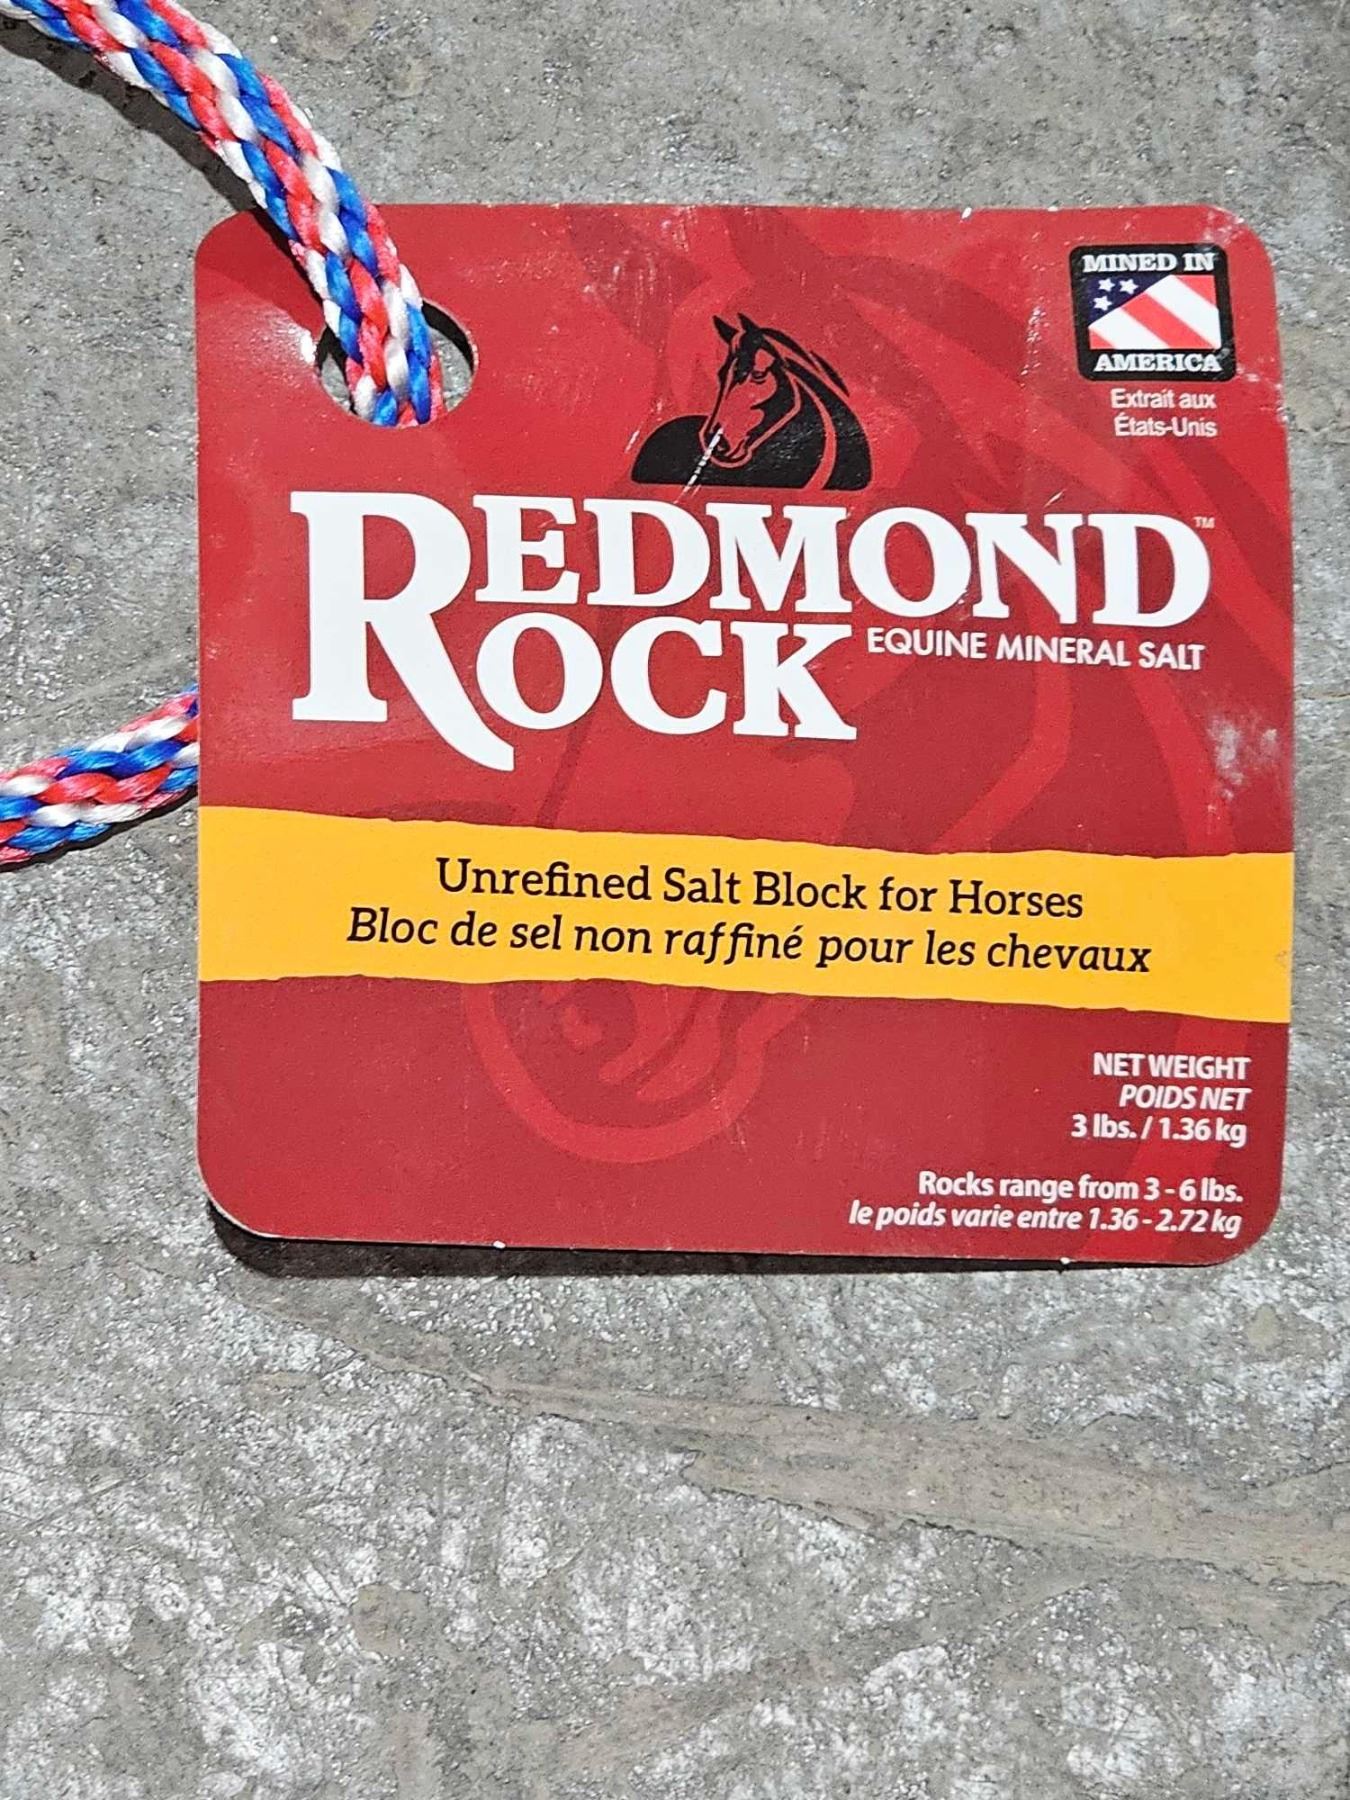 MINED IN
AMERICA
Extrait aux
États-Unis
REDMOND™
ROCK
EQUINE MINERAL SALT
Unrefined Salt Block for Horses
Bloc de sel non raffiné pour les chevaux
NET WEIGHT
POIDS NET
3 lbs. / 1.36 kg
Rocks range from 3 - 6 lbs.
le poids varie entre 1.36 - 2.72 kg